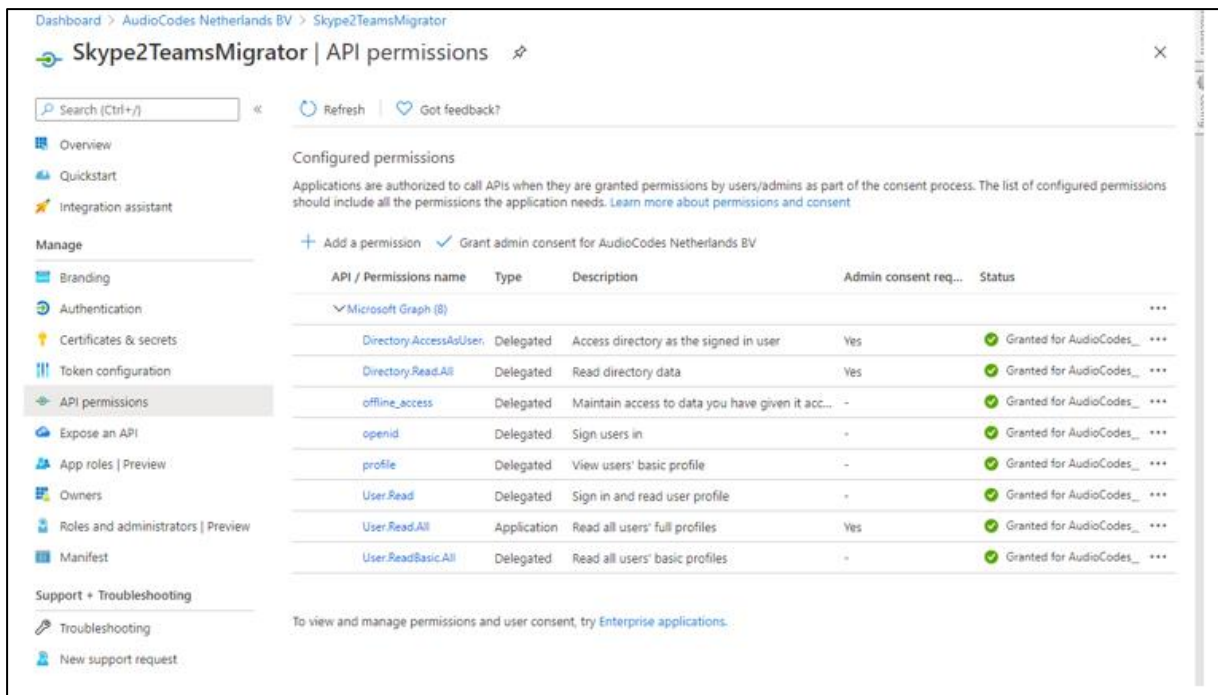 Dashboard > AudioCodes Netherlands BV > Skype2TeamsMigrator
Skype2TeamsMigrator | API permissions
Search (Ctrl+/)
Refresh
Got feedback?
Overview
Quickstart
Integration assistant
Manage
Branding
Authentication
Certificates & secrets
Token configuration
API permissions
Expose an API
App roles | Preview
Owners
Roles and administrators | Preview
Manifest
Support + Troubleshooting
Troubleshooting
New support request
Configured permissions
Applications are authorized to call APIs when they are granted permissions by users/admins as part of the consent process. The list of configured permissions
should include all the permissions the application needs. Learn more about permissions and consent
+ Add a permission Grant admin consent for AudioCodes Netherlands BV
API / Permissions name Type Description Admin consent req... Status
Microsoft Graph (8) ...
Directory.AccessAsUser. Delegated Access directory as the signed in user Yes Granted for AudioCodes_ ...
Directory.Read.All Delegated Read directory data Yes Granted for AudioCodes_ ...
offline_access Delegated Maintain access to data you have given it acc... - Granted for AudioCodes_ ...
openid Delegated Sign users in - Granted for AudioCodes_ ...
profile Delegated View users' basic profile - Granted for AudioCodes_ ...
User.Read Delegated Sign in and read user profile - Granted for AudioCodes_ ...
User.Read.All Application Read all users' full profiles Yes Granted for AudioCodes_ ...
User.ReadBasic.All Delegated Read all users' basic profiles - Granted for AudioCodes_ ...
To view and manage permissions and user consent, try Enterprise applications.